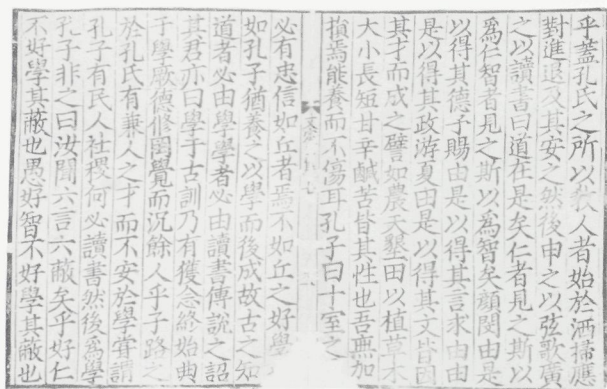 乎蓋孔氏之所以教人者始於洒掃應
對進退及其安之然後申之以弦歌廣
之以讀書曰道在是矣仁者見之斯以
爲仁智者見之斯以爲智矣顔閔由是
以得其德予賜由是以得其言求由由
是以得其政游夏由是以得其文皆因
其才而成之譬如農夫墾田以植草木
大小長短甘辛鹹苦皆其性也吾無加
損焉能養而不傷耳孔子曰十室之
必有忠信如丘者焉不如丘之好學
如孔子猶養之以學而後成故古之知
道者必由學學者必由讀書傳說之詔
其君亦曰學于古訓乃有獲念終始典
于學厥德修罔覺而況餘人乎子路之
於孔氏有兼人之才而不安於學嘗謂
孔子有民人社稷何必讀書然後爲學
孔子非之曰汝聞六言六蔽矣乎好仁
不好學其蔽也愚好智不好學其蔽也